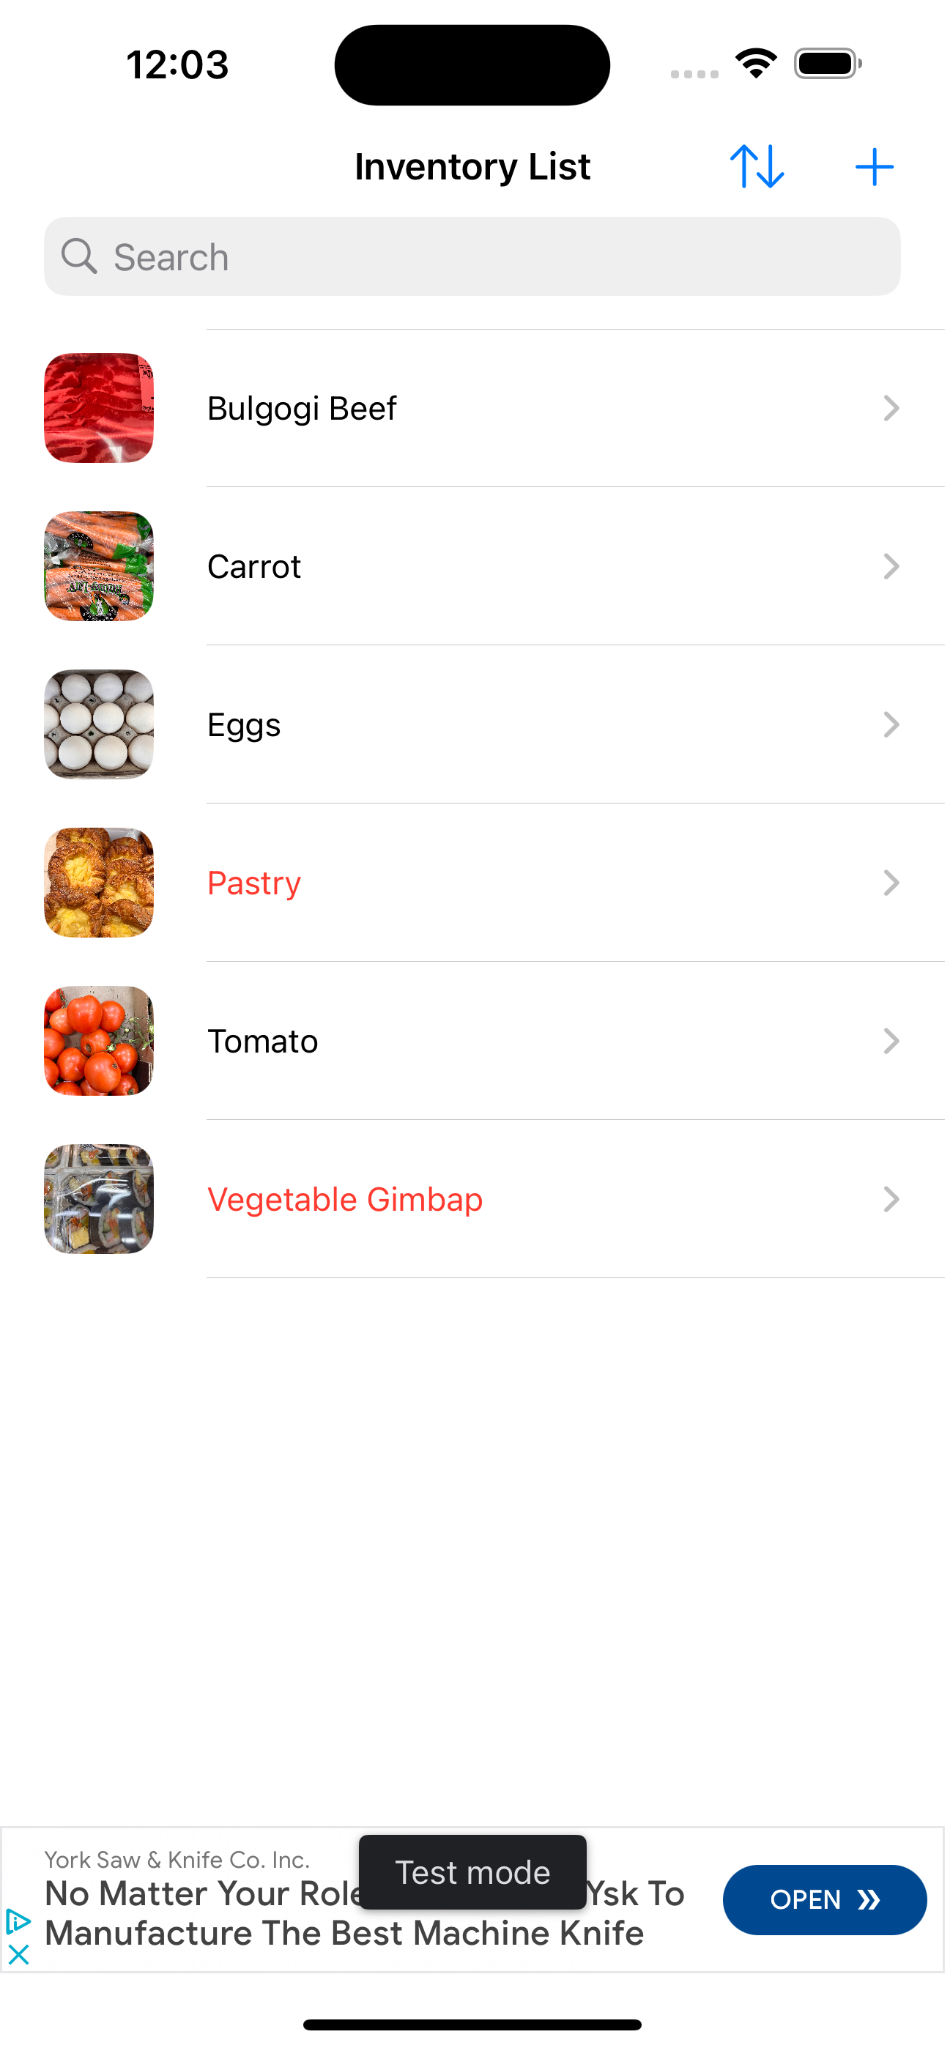 12:03
Inventory List
Search
Bulgogi Beef
Carrot
Eggs
Pastry
Tomato
Vegetable Gimbap
York Saw & Knife Co. Inc.
No Matter Your Role Ysk To
Manufacture The Best Machine Knife
Test mode
OPEN